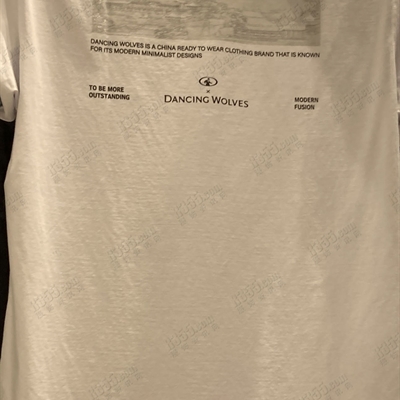 DANCING WOLVES IS A CHINA READY TO WEAR CLOTHING BRAND THAT IS KNOWN
FOR ITS MODERN MINIMALIST DESIGNS
TO BE MORE
OUTSTANDING
DANCING WOLVES
MODERN
FUSION